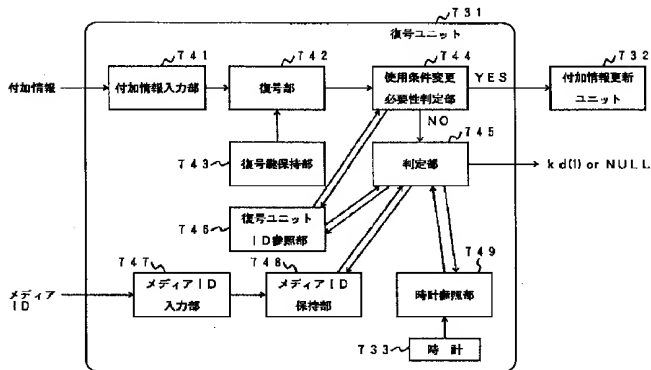 731
復号ユニット
741
742
744
732
付加情報
付加情報入力部
復号部
使用条件変更
必要性判定部
YES
付加情報更新
ユニット
NO
745
743
復号鍵保持部
判定部
kd(1) or NULL
746
復号ユニット
ID参照部
747
748
749
メディア
ID
メディアID
入力部
メディアID
保持部
時計参照部
733
時計